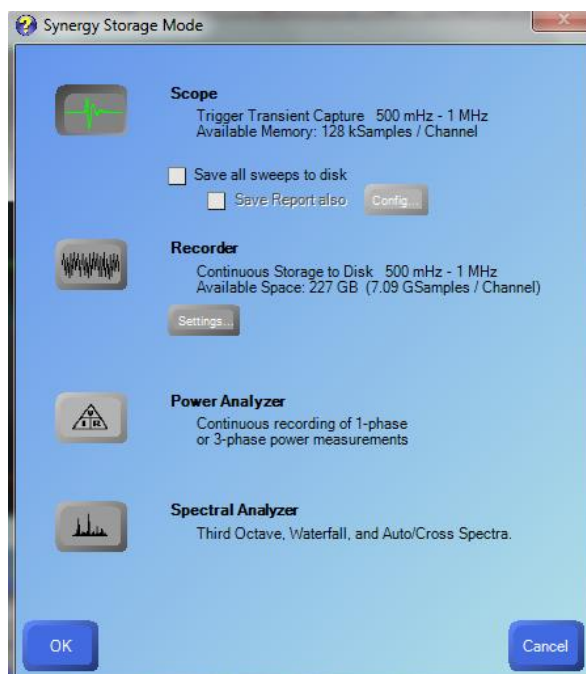 Synergy Storage Mode
Scope
Trigger Transient Capture 500 mHz - 1 MHz
Available Memory: 128 kSamples / Channel
Save all sweeps to disk
Save Report also
Config...
Recorder
Continuous Storage to Disk 500 mHz - 1 MHz
Available Space: 227 GB (7.09 GSamples / Channel)
Settings...
V
I R
Power Analyzer
Continuous recording of 1-phase
or 3-phase power measurements
Spectral Analyzer
Third Octave, Waterfall, and Auto/Cross Spectra.
OK
Cancel